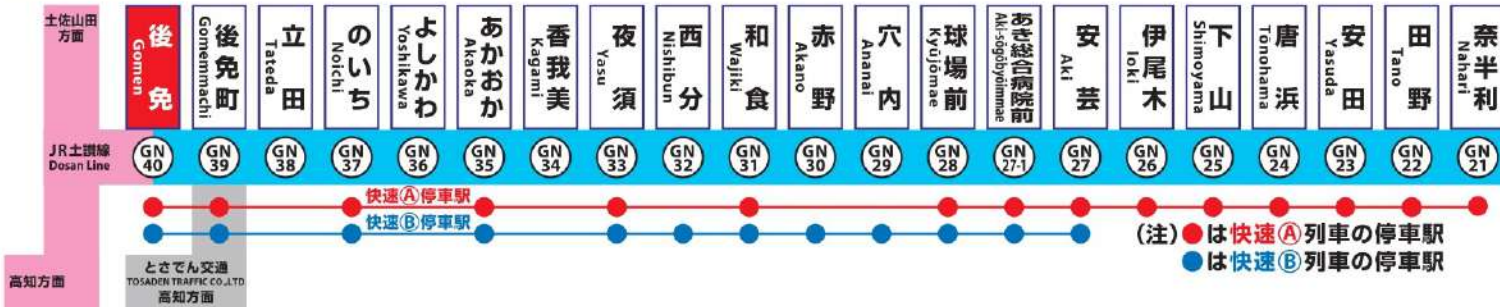 土佐山田
方面
後免
Gomen
後免町
Gomemmachi
立田
Tateda
のいち
Noichi
よしかわ
Yoshikawa
あかおか
Akaoka
香我美
Kagami
夜須
Yasu
西分
Nishibun
和食
Wajiki
赤野
Akano
穴内
Ananai
球場前
Kyūjōmae
あき総合病院前
Aki-sōgōbyōinmae
安芸
Aki
伊尾木
Ioki
下山
Shimoyama
唐浜
Tōnohama
安田
Yasuda
田野
Tano
奈半利
Nahari
JR土讃線
Dosan Line
GN
40
GN
39
GN
38
GN
37
GN
36
GN
35
GN
34
GN
33
GN
32
GN
31
GN
30
GN
29
GN
28
GN
27-1
GN
27
GN
26
GN
25
GN
24
GN
23
GN
22
GN
21
快速Ⓐ停車駅
快速Ⓑ停車駅
(注)●は快速Ⓐ列車の停車駅
●は快速Ⓑ列車の停車駅
高知方面
とさでん交通
TOSADEN TRAFFIC CO.,LTD
高知方面